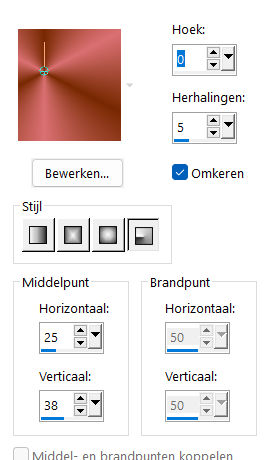 Hoek:
0
Herhalingen:
5
Bewerken...
Omkeren
Stijl
Middelpunt
Horizontaal:
25
Verticaal:
38
Brandpunt
Horizontaal:
50
Verticaal:
50
Middel- en brandpunten koppelen